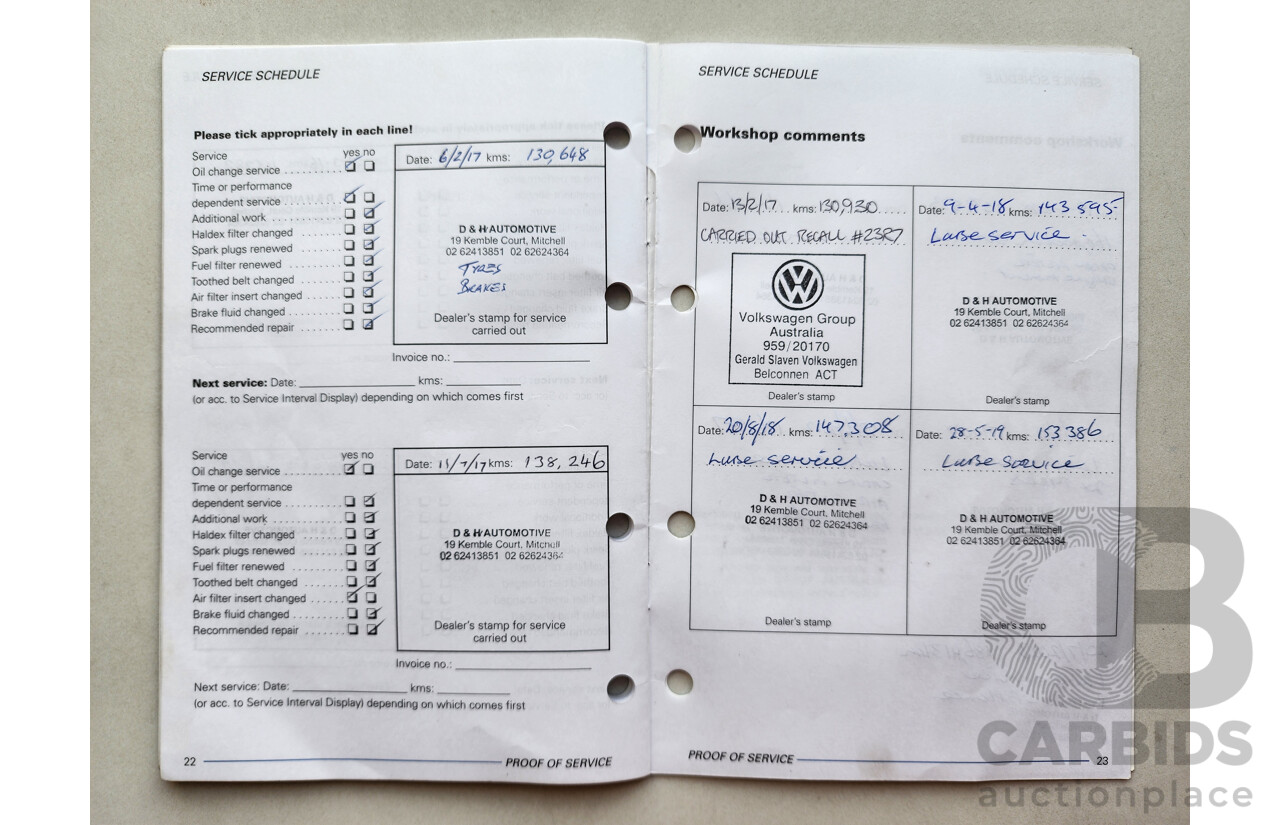 SERVICE SCHEDULE
Please tick appropriately in each line!
Service yes no
Oil change service
Time or performance
dependent service
Additional work
Haldex filter changed
Spark plugs renewed
Fuel filter renewed
Toothed belt changed
Air filter insert changed
Brake fluid changed
Recommended repair
Date: 6/2/17 kms: 130,648
D & H AUTOMOTIVE
19 Kemble Court, Mitchell
02 62413851 02 62624364
TYRES
BRAKES
Dealer's stamp for service
carried out
Invoice no.:
Next service: Date: kms:
(or acc. to Service Interval Display) depending on which comes first
Service yes no
Oil change service
Time or performance
dependent service
Additional work
Haldex filter changed
Spark plugs renewed
Fuel filter renewed
Toothed belt changed
Air filter insert changed
Brake fluid changed
Recommended repair
Date: 11/7/17 kms: 138,246
D & H AUTOMOTIVE
19 Kemble Court, Mitchell
02 62413851 02 62624364
Dealer's stamp for service
carried out
Invoice no.:
Next service: Date: kms:
(or acc. to Service Interval Display) depending on which comes first
22 PROOF OF SERVICE
SERVICE SCHEDULE
Workshop comments
Date: 13/2/17 kms: 130,930
CARRIED OUT RECALL #23R7
Volkswagen Group
Australia
959/20170
Gerald Slaven Volkswagen
Belconnen ACT
Dealer's stamp
Date: 9-4-18 kms: 143 595
Lube service
D & H AUTOMOTIVE
19 Kemble Court, Mitchell
02 62413851 02 62624364
Dealer's stamp
Date: 20/8/18 kms: 147,308
Lube service
D & H AUTOMOTIVE
19 Kemble Court, Mitchell
02 62413851 02 62624364
Dealer's stamp
Date: 28-5-19 kms: 153 386
Lube Service
D & H AUTOMOTIVE
19 Kemble Court, Mitchell
02 62413851 02 62624364
Dealer's stamp
PROOF OF SERVICE 23
CARBIDS
auctionplace